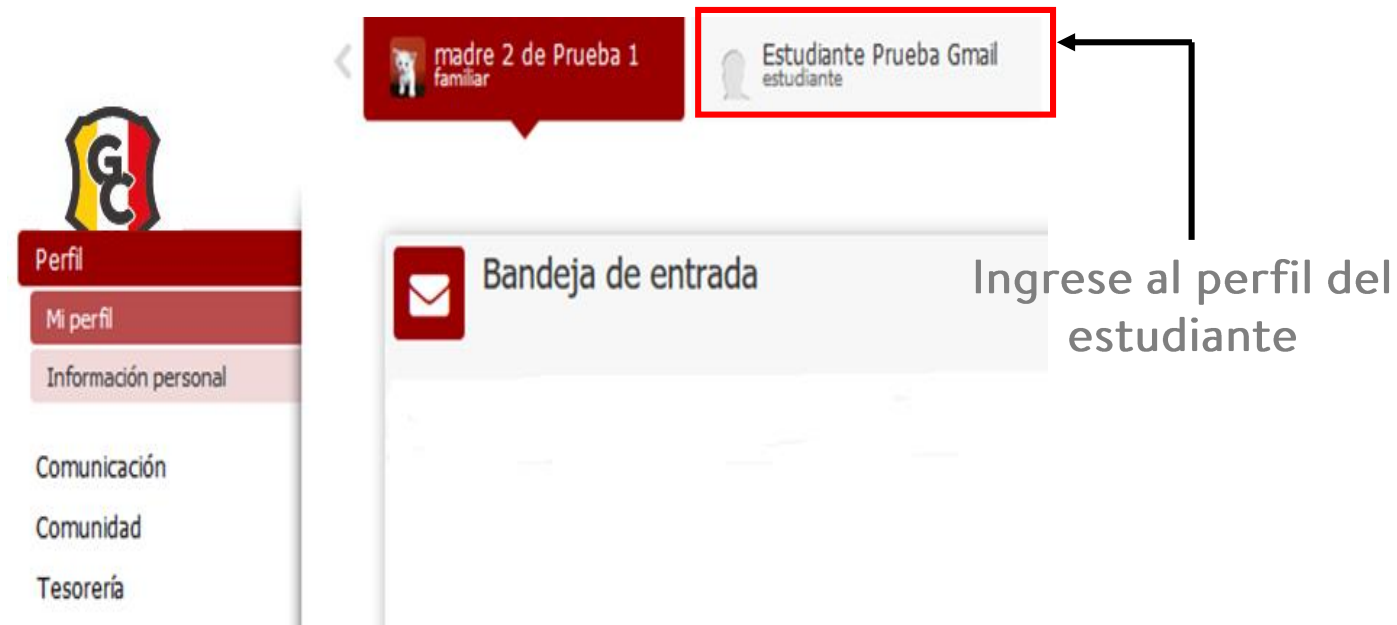 madre 2 de Prueba 1
familiar
Estudiante Prueba Gmail
estudiante
GC
Perfil
Mi perfil
Información personal
Comunicación
Comunidad
Tesorería
Bandeja de entrada
Ingrese al perfil del
estudiante